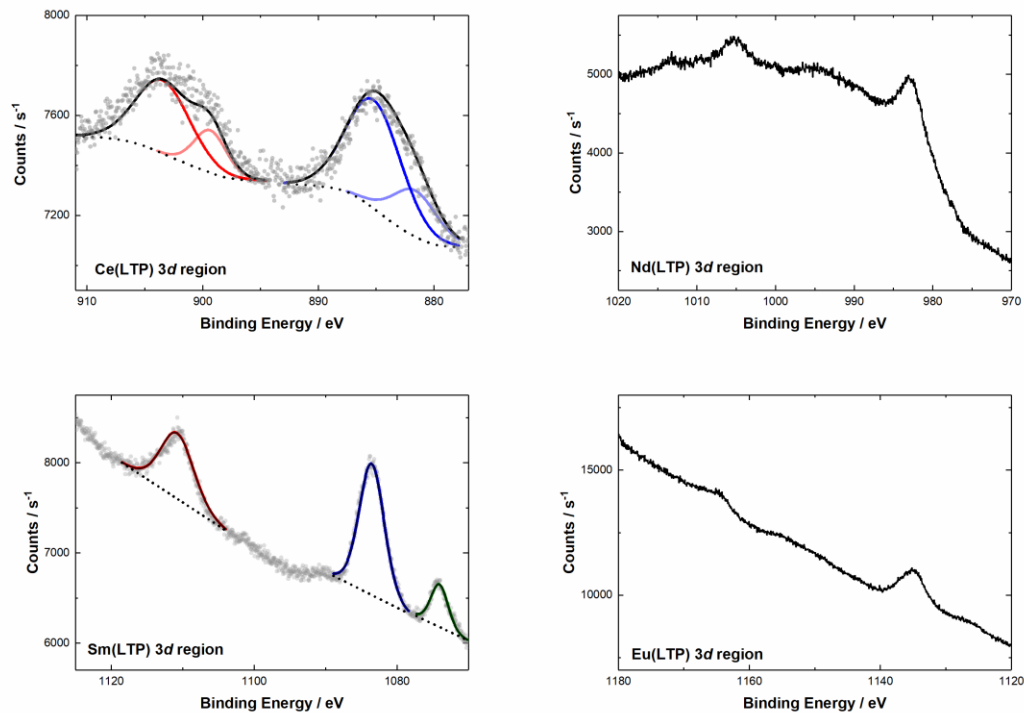 8000
7600
7200
Counts / s-1
Ce(LTP) 3d region
910 900 890 880
Binding Energy / eV
5000
4000
3000
Counts / s-1
Nd(LTP) 3d region
1020 1010 1000 990 980 970
Binding Energy / eV
8000
7000
6000
Counts / s-1
Sm(LTP) 3d region
1120 1100 1080
Binding Energy / eV
15000
10000
Counts / s-1
Eu(LTP) 3d region
1180 1160 1140 1120
Binding Energy / eV